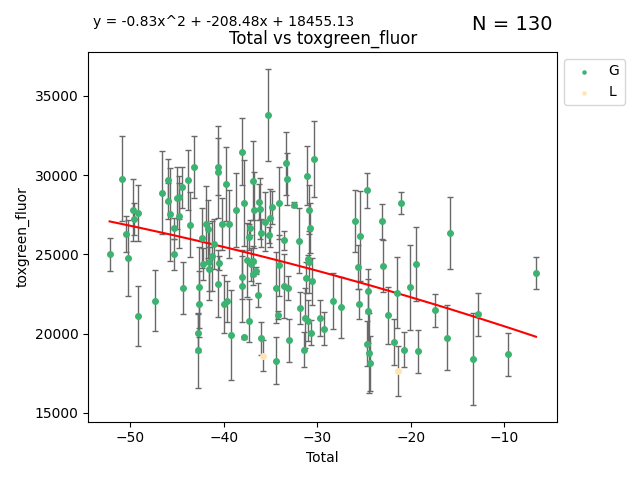 y = -0.83x^2 + -208.48x + 18455.13
N = 130
Total vs toxgreen_fluor
G
L
35000
30000
25000
20000
15000
toxgreen_fluor
−50
−40
−30
−20
−10
Total